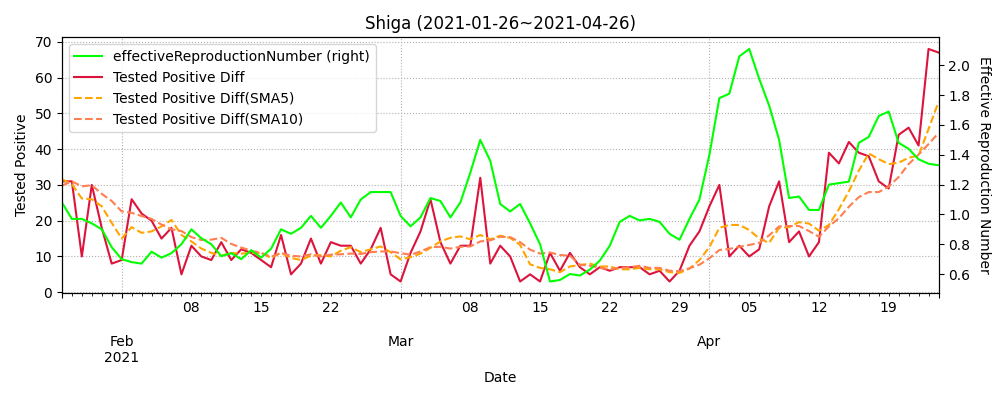 Shiga (2021-01-26~2021-04-26)
effectiveReproductionNumber (right)
Tested Positive Diff
Tested Positive Diff(SMA5)
Tested Positive Diff(SMA10)
Tested Positive
70
60
50
40
30
20
10
0
Effective Reproduction Number
2.0
1.8
1.6
1.4
1.2
1.0
0.8
0.6
08 15 22 08 15 22 29 05 12 19
Feb Mar Apr
2021
Date